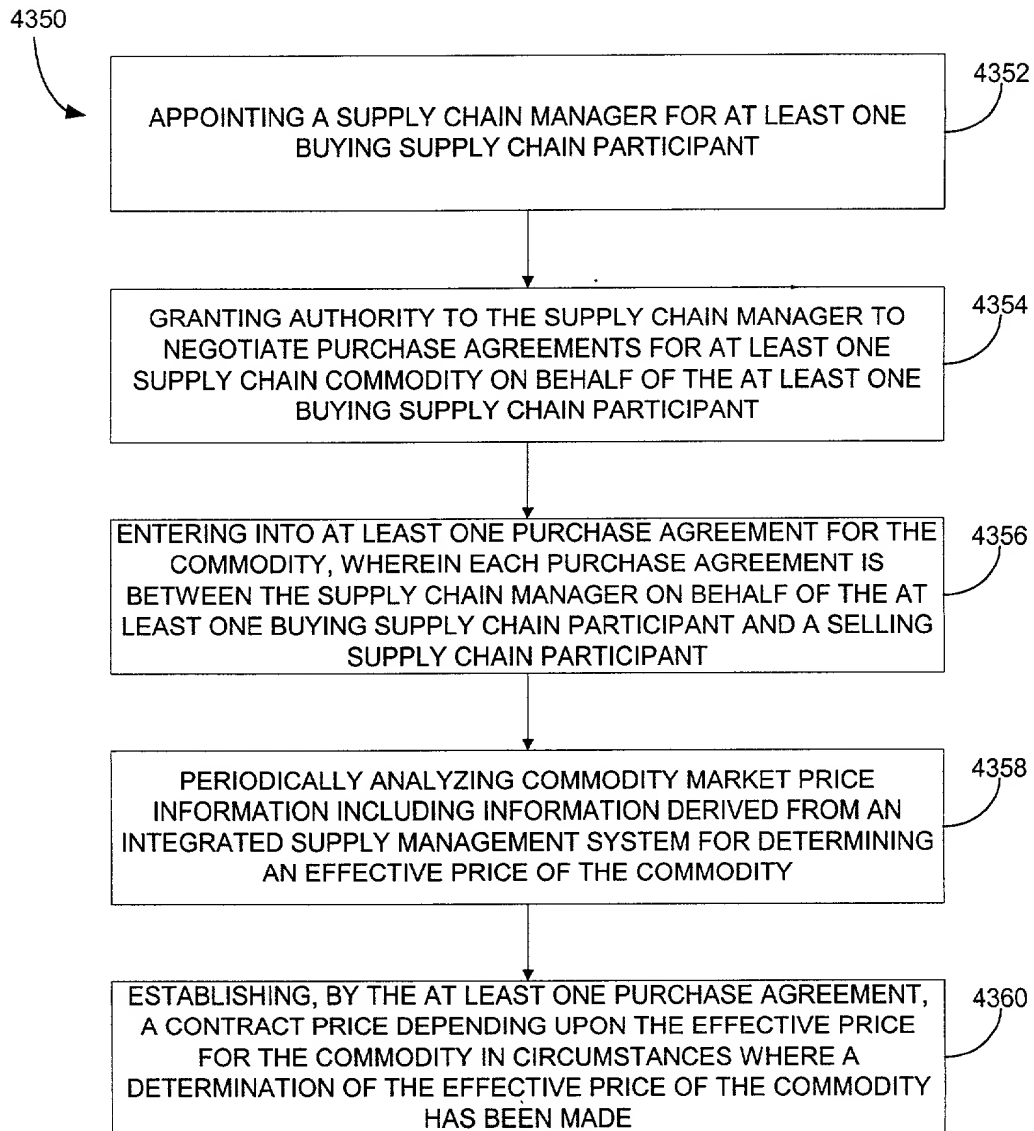 4350
4352
APPOINTING A SUPPLY CHAIN MANAGER FOR AT LEAST ONE
BUYING SUPPLY CHAIN PARTICIPANT
4354
GRANTING AUTHORITY TO THE SUPPLY CHAIN MANAGER TO
NEGOTIATE PURCHASE AGREEMENTS FOR AT LEAST ONE
SUPPLY CHAIN COMMODITY ON BEHALF OF THE AT LEAST ONE
BUYING SUPPLY CHAIN PARTICIPANT
4356
ENTERING INTO AT LEAST ONE PURCHASE AGREEMENT FOR THE
COMMODITY, WHEREIN EACH PURCHASE AGREEMENT IS
BETWEEN THE SUPPLY CHAIN MANAGER ON BEHALF OF THE AT
LEAST ONE BUYING SUPPLY CHAIN PARTICIPANT AND A SELLING
SUPPLY CHAIN PARTICIPANT
4358
PERIODICALLY ANALYZING COMMODITY MARKET PRICE
INFORMATION INCLUDING INFORMATION DERIVED FROM AN
INTEGRATED SUPPLY MANAGEMENT SYSTEM FOR DETERMINING
AN EFFECTIVE PRICE OF THE COMMODITY
4360
ESTABLISHING, BY THE AT LEAST ONE PURCHASE AGREEMENT,
A CONTRACT PRICE DEPENDING UPON THE EFFECTIVE PRICE
FOR THE COMMODITY IN CIRCUMSTANCES WHERE A
DETERMINATION OF THE EFFECTIVE PRICE OF THE COMMODITY
HAS BEEN MADE